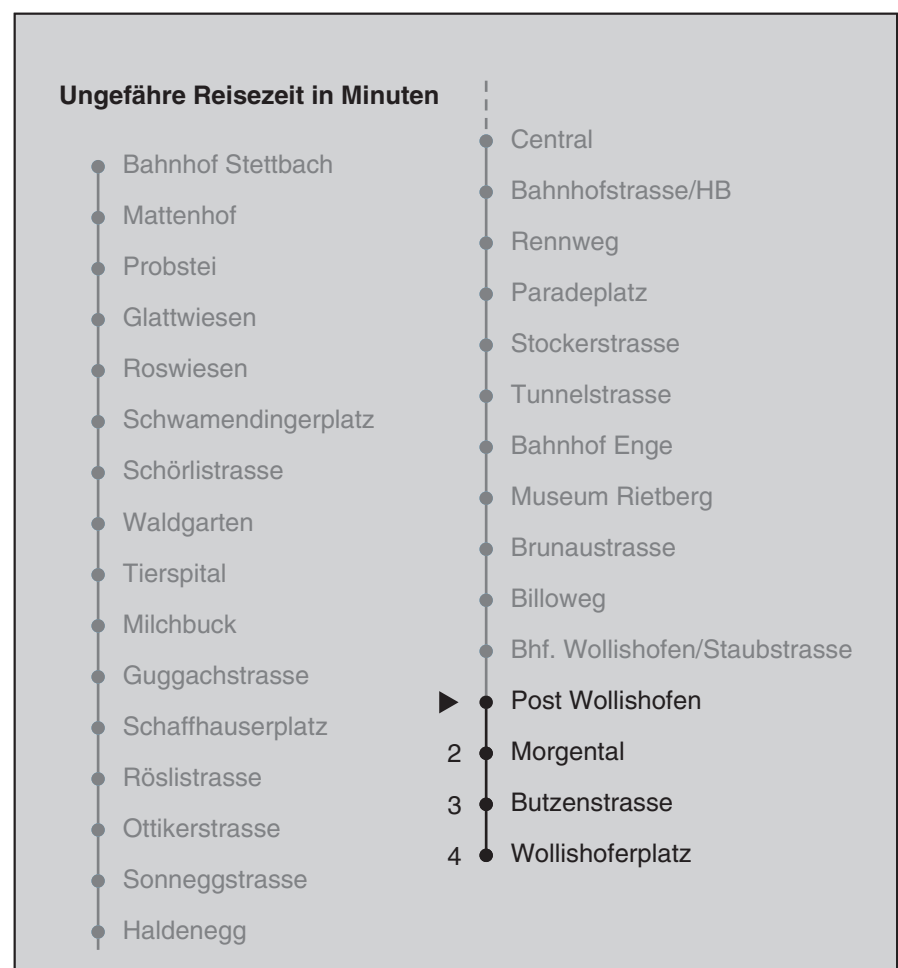 Ungefähre Reisezeit in Minuten
Bahnhof Stettbach
Mattenhof
Probstei
Glattwiesen
Roswiesen
Schwamendingerplatz
Schörlistrasse
Waldgarten
Tierspital
Milchbuck
Guggachstrasse
Schaffhauserplatz
Röslistrasse
Ottikerstrasse
Sonneggstrasse
Haldenegg
Central
Bahnhofstrasse/HB
Rennweg
Paradeplatz
Stockerstrasse
Tunnelstrasse
Bahnhof Enge
Museum Rietberg
Brunaustrasse
Billoweg
Bhf. Wollishofen/Staubstrasse
Post Wollishofen
2 Morgental
3 Butzenstrasse
4 Wollishoferplatz